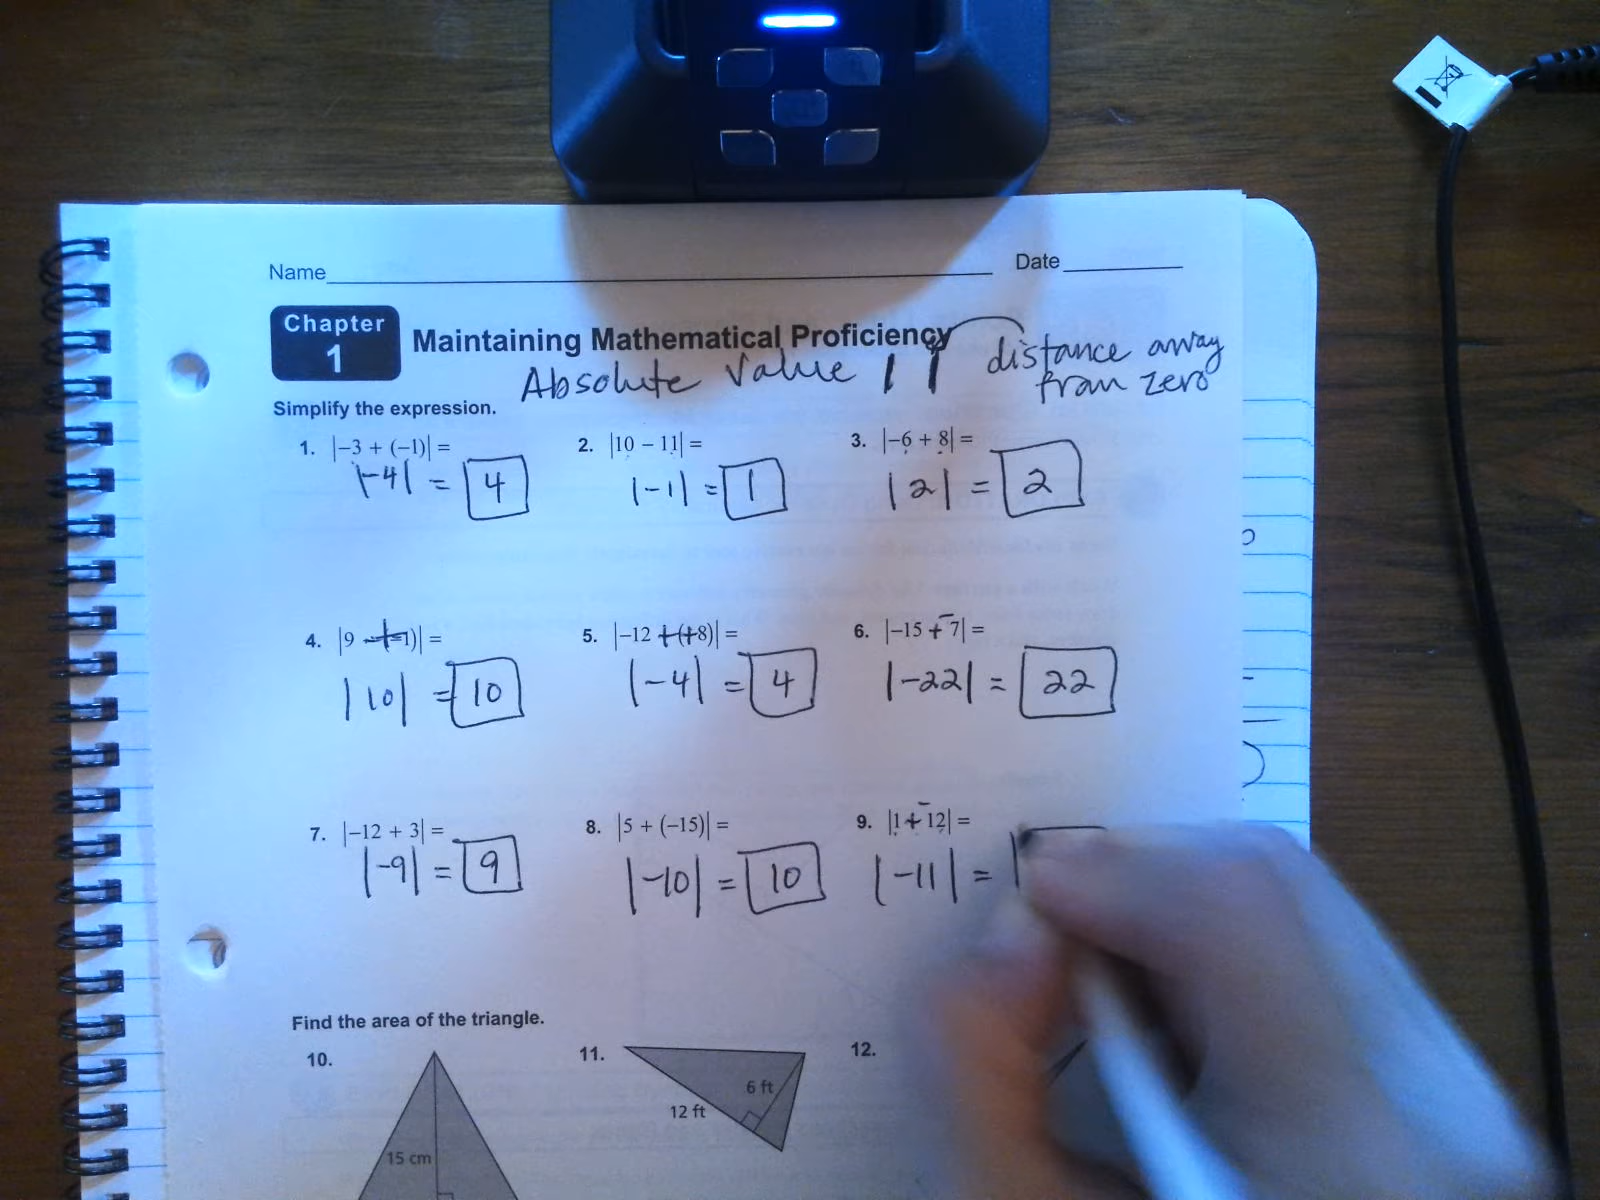 Name Date
Chapter 1 Maintaining Mathematical Proficiency
Absolute Value | | distance away from zero
Simplify the expression.
1. |−3 + (−1)| = 2. |10 − 11| = 3. |−6 + 8| =
|-4| = 4 |-1| = 1 |2| = 2
4. |9 + 1)| = 5. |−12 + (+8)| = 6. |−15 + -7| =
|10| = 10 |-4| = 4 |-22| = 22
7. |−12 + 3| = 8. |5 + (−15)| = 9. |1 + -12| =
|-9| = 9 |-10| = 10 |-11| =
Find the area of the triangle.
10. 11. 12.
6 ft
12 ft
15 cm